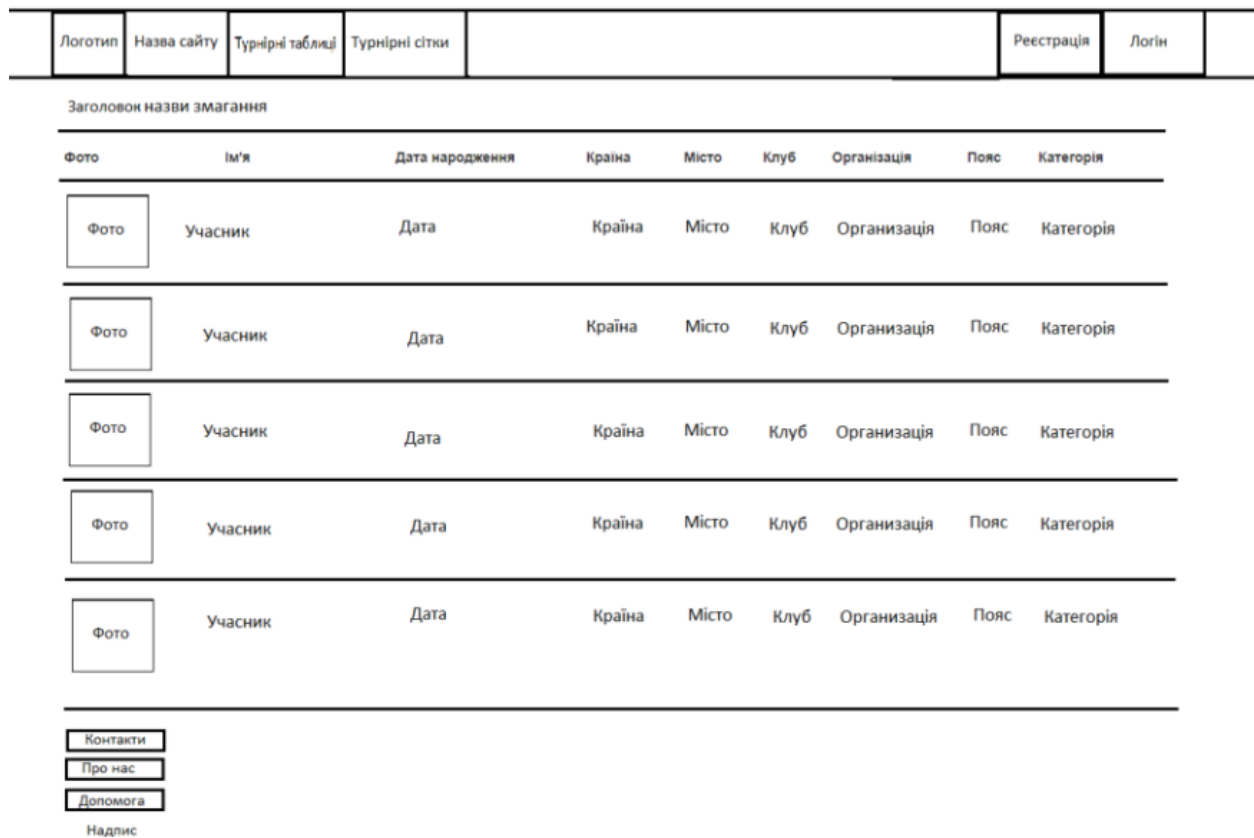 Логотип Назва сайту Турнірні таблиці Турнірні сітки Реєстрація Логін
Заголовок назви змагання
Фото Ім'я Дата народження Країна Місто Клуб Організація Пояс Категорія
Фото Учасник Дата Країна Місто Клуб Организація Пояс Категорія
Фото Учасник Дата Країна Місто Клуб Организація Пояс Категорія
Фото Учасник Дата Країна Місто Клуб Организація Пояс Категорія
Фото Учасник Дата Країна Місто Клуб Организація Пояс Категорія
Фото Учасник Дата Країна Місто Клуб Организація Пояс Категорія
Контакти
Про нас
Допомога
Надпис